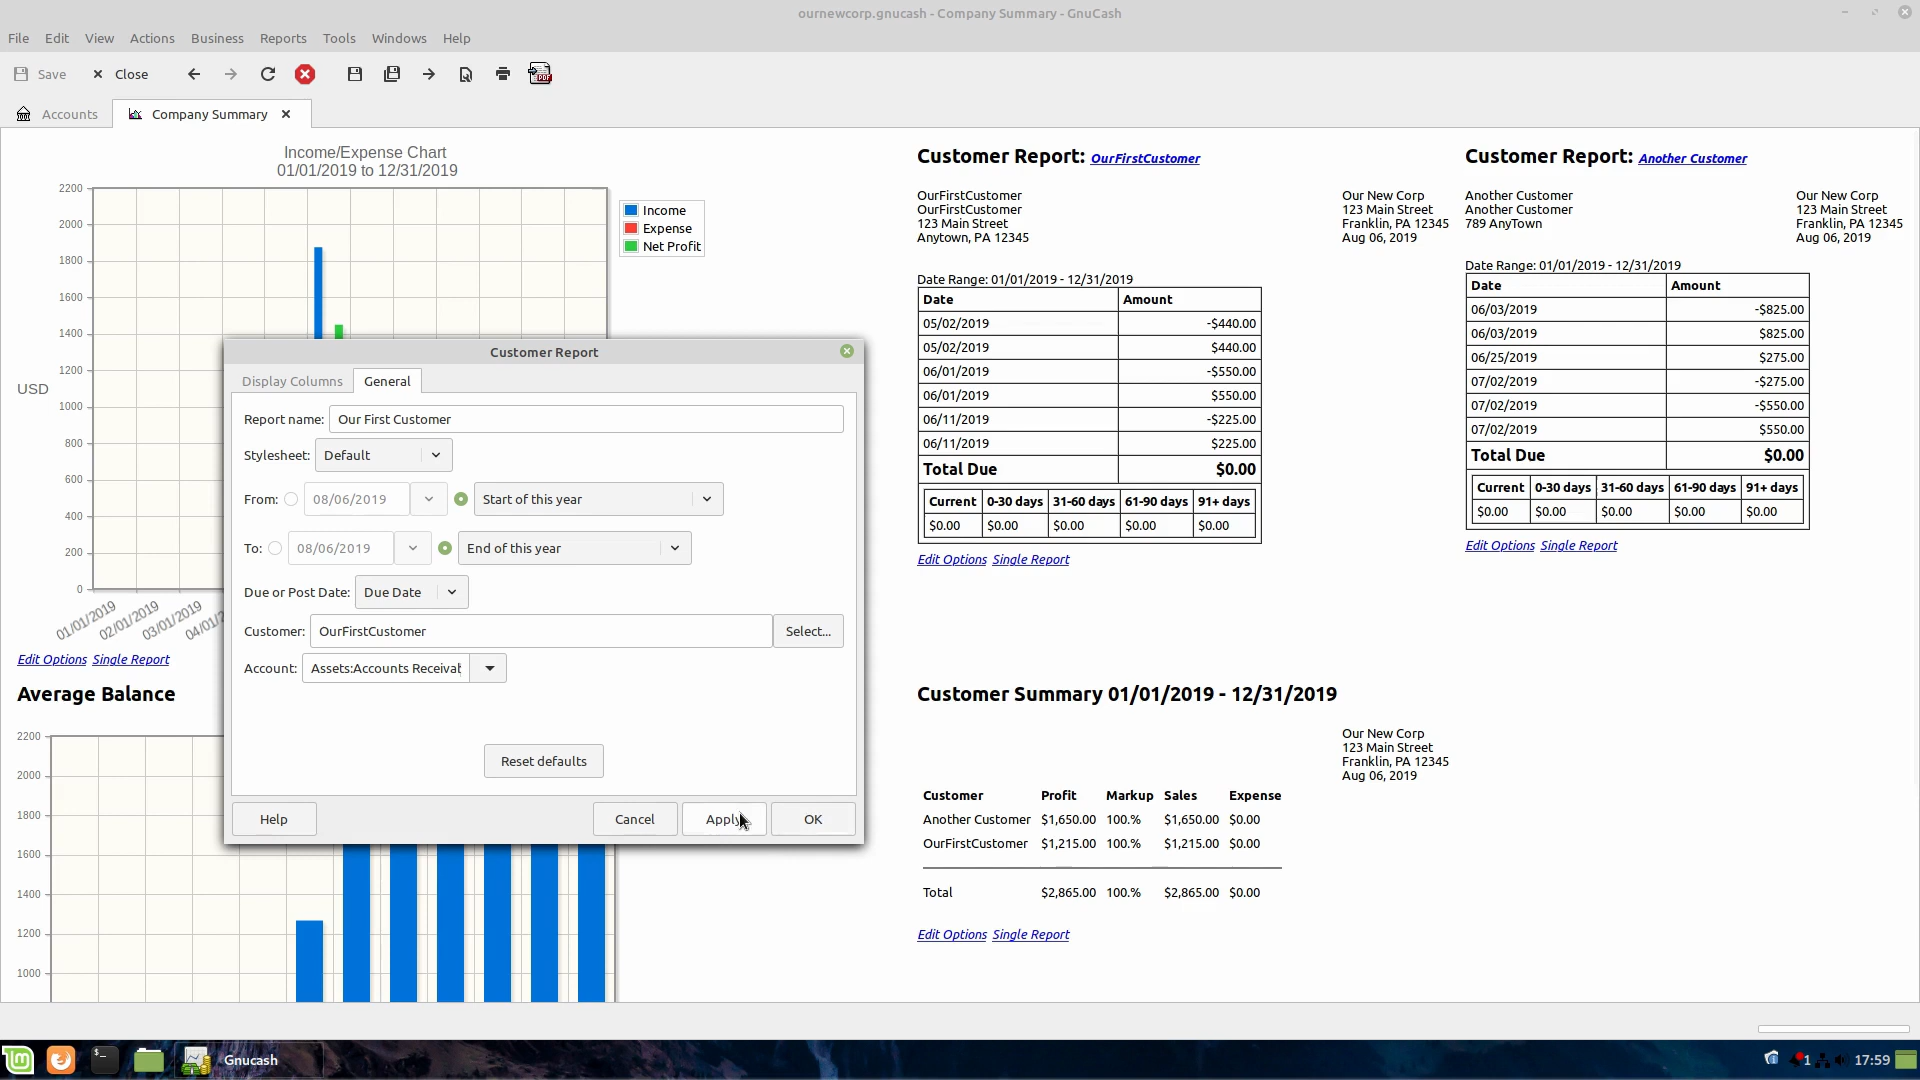 ournewcorp.gnucash - Company Summary - GnuCash
File Edit View Actions Business Reports Tools Windows Help
Save Close
Accounts Company Summary
Income/Expense Chart
01/01/2019 to 12/31/2019
2200
2000
1800
1600
1400
1200
1000
800
600
400
200
0
USD
Income
Expense
Net Profit
01/01/2019 02/01/2019 03/01/2019
Edit Options Single Report
Average Balance
2200
2000
1800
1600
1400
1200
1000
Customer Report
Display Columns General
Report name: Our First Customer
Stylesheet: Default
From: 08/06/2019 Start of this year
To: 08/06/2019 End of this year
Due or Post Date: Due Date
Customer: OurFirstCustomer Select...
Account: Assets:Accounts
Reset defaults
Help Cancel Apply OK
Customer Report: OurFirstCustomer
OurFirstCustomer
OurFirstCustomer
123 Main Street
Anytown, PA 12345
Our New Corp
123 Main Street
Franklin, PA 12345
Aug 06, 2019
Date Range: 01/01/2019 - 12/31/2019
Date Amount
05/02/2019 -$440.00
05/02/2019 $440.00
06/01/2019 -$550.00
06/01/2019 $550.00
06/11/2019 -$225.00
06/11/2019 $225.00
Total Due $0.00
Current 0-30 days 31-60 days 61-90 days 91+ days
$0.00 $0.00 $0.00 $0.00 $0.00
Edit Options Single Report
Customer Report: Another Customer
Another Customer
Another Customer
789 AnyTown
Our New Corp
123 Main Street
Franklin, PA 12345
Aug 06, 2019
Date Range: 01/01/2019 - 12/31/2019
Date Amount
06/03/2019 -$825.00
06/03/2019 $825.00
06/25/2019 $275.00
07/02/2019 -$275.00
07/02/2019 -$550.00
07/02/2019 $550.00
Total Due $0.00
Current 0-30 days 31-60 days 61-90 days 91+ days
$0.00 $0.00 $0.00 $0.00 $0.00
Edit Options Single Report
Customer Summary 01/01/2019 - 12/31/2019
Our New Corp
123 Main Street
Franklin, PA 12345
Aug 06, 2019
Customer Profit Markup Sales Expense
Another Customer $1,650.00 100.% $1,650.00 $0.00
OurFirstCustomer $1,215.00 100.% $1,215.00 $0.00
Total $2,865.00 100.% $2,865.00 $0.00
Edit Options Single Report
Gnucash
1 17:59